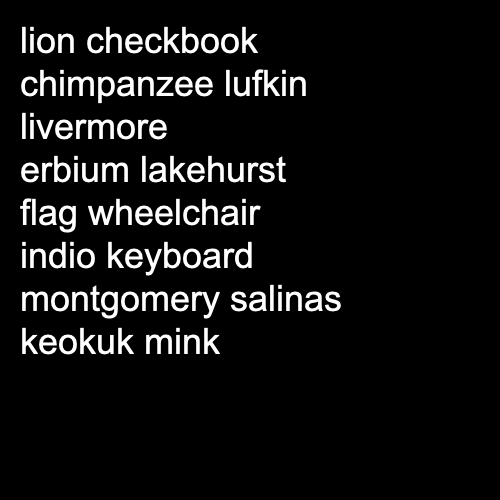 lion checkbook
chimpanzee lufkin
livermore
erbium lakehurst
flag wheelchair
indio keyboard
montgomery salinas
keokuk mink